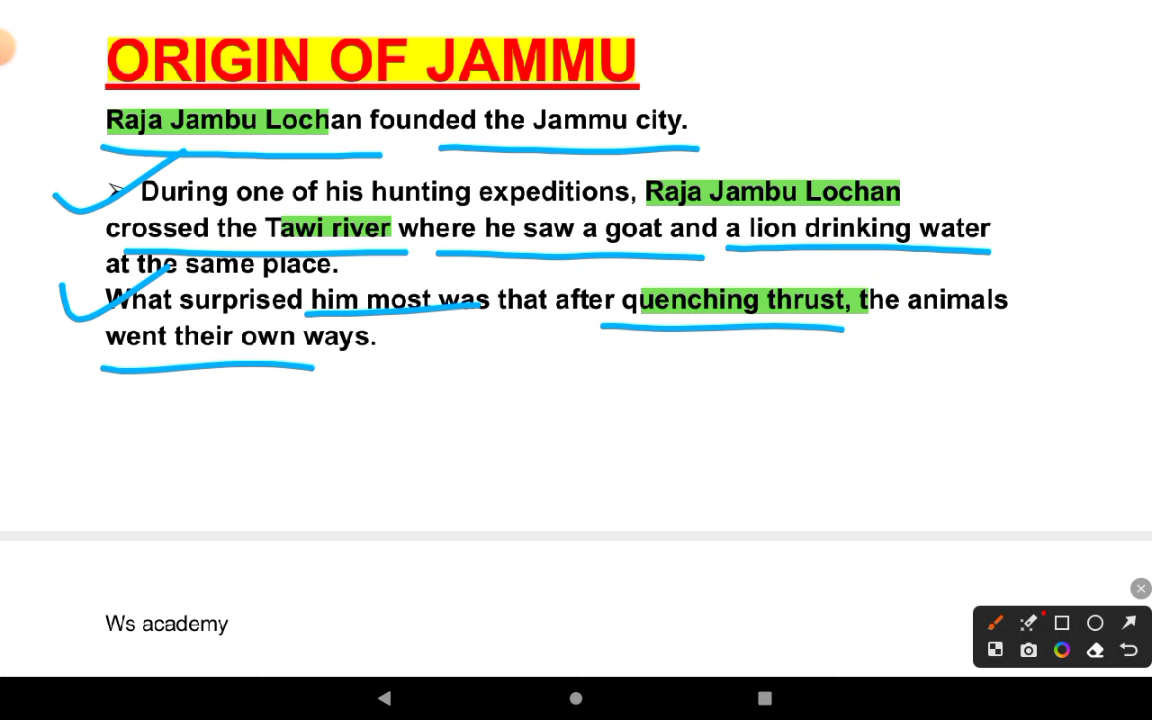 ORIGIN OF JAMMU
Raja Jambu Lochan founded the Jammu city.
➢ During one of his hunting expeditions, Raja Jambu Lochan
crossed the Tawi river where he saw a goat and a lion drinking water
at the same place.
What surprised him most was that after quenching thrust, the animals
went their own ways.
Ws academy